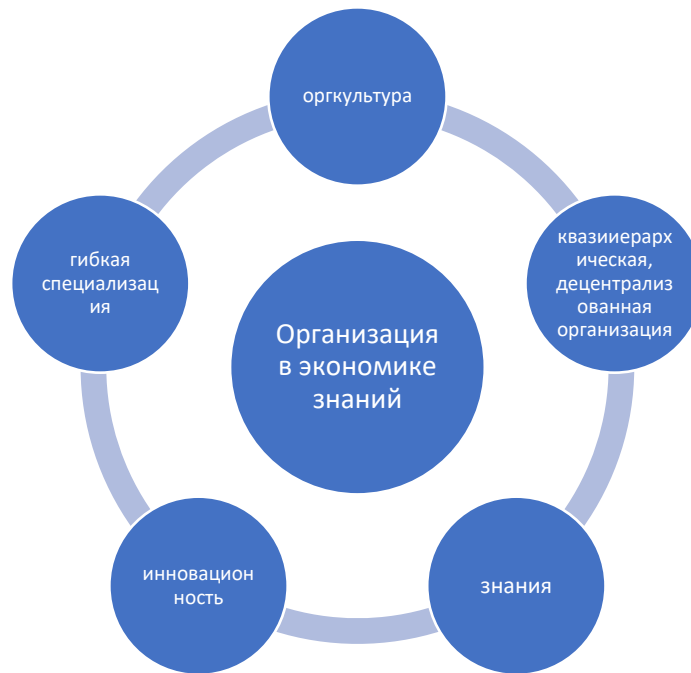 оргкультура
квазииерарх
ическая,
децентрализ
ованная
организация
гибкая
специализац
ия
Организация
в экономике
знаний
инновацион
ность
знания